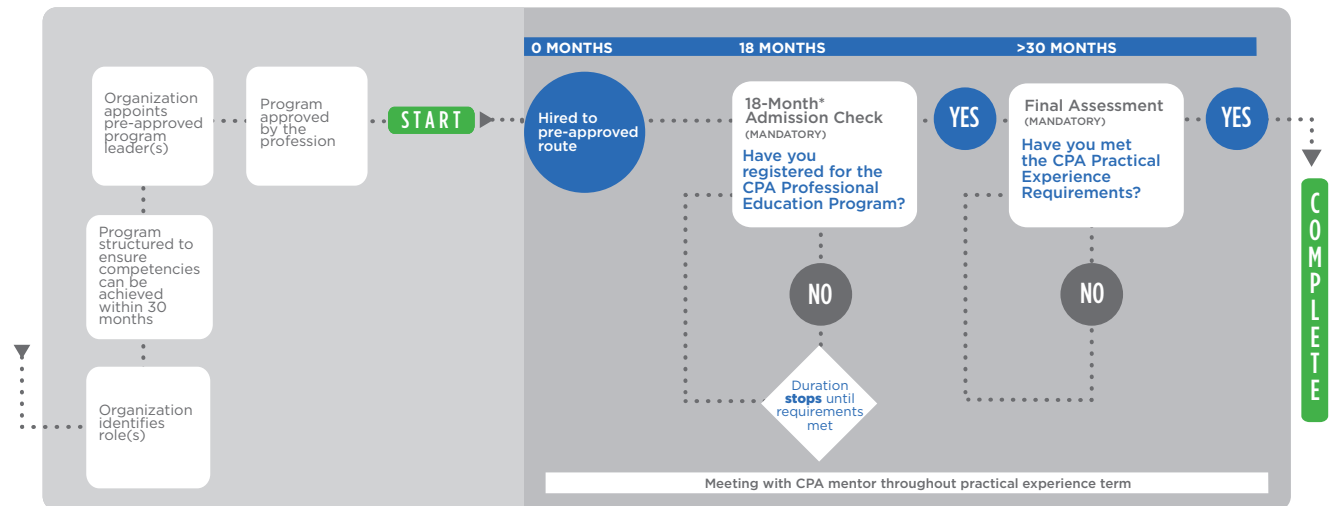 0 MONTHS
18 MONTHS
>30 MONTHS
Organization
appoints
pre-approved
program
leader(s)
Program
approved
by the
profession
START
Hired to
pre-approved
route
18-Month*
Admission Check
(MANDATORY)
Have you
registered for the
CPA Professional
Education Program?
YES
Final Assessment
(MANDATORY)
Have you met
the CPA Practical
Experience
Requirements?
YES
COMPLETE
Program
structured to
ensure
competencies
can be
achieved
within 30
months
NO
NO
Duration
stops until
requirements
met
Organization
identifies
role(s)
Meeting with CPA mentor throughout practical experience term